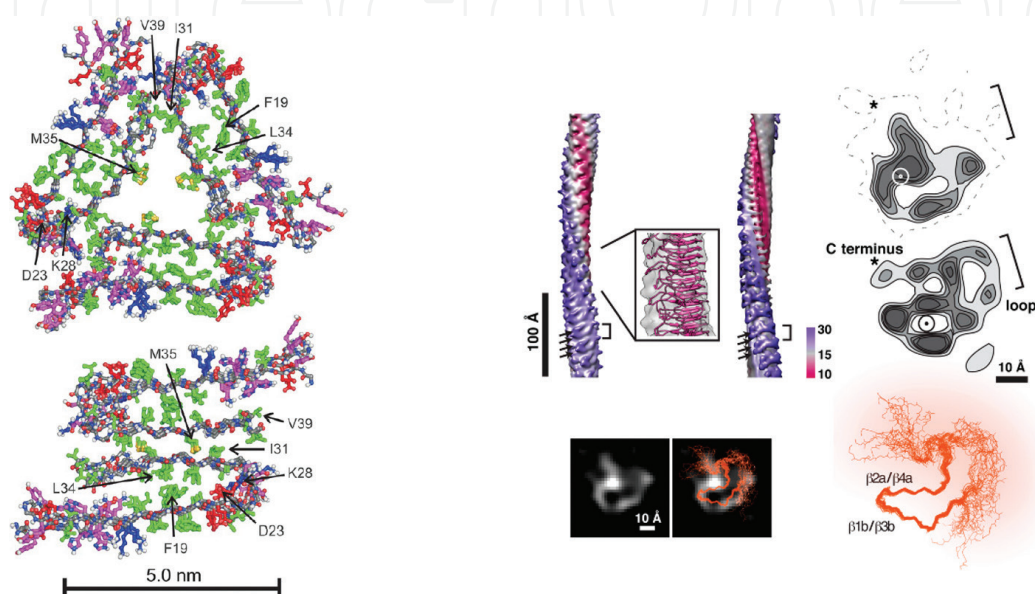 V39
I31
F19
L34
M35
D23
K28
M35
V39
I31
K28
L34
D23
F19
5.0 nm
100 Å
30
15
10
10 Å
*
C terminus
*
loop
10 Å
β2a/β4a
β1b/β3b